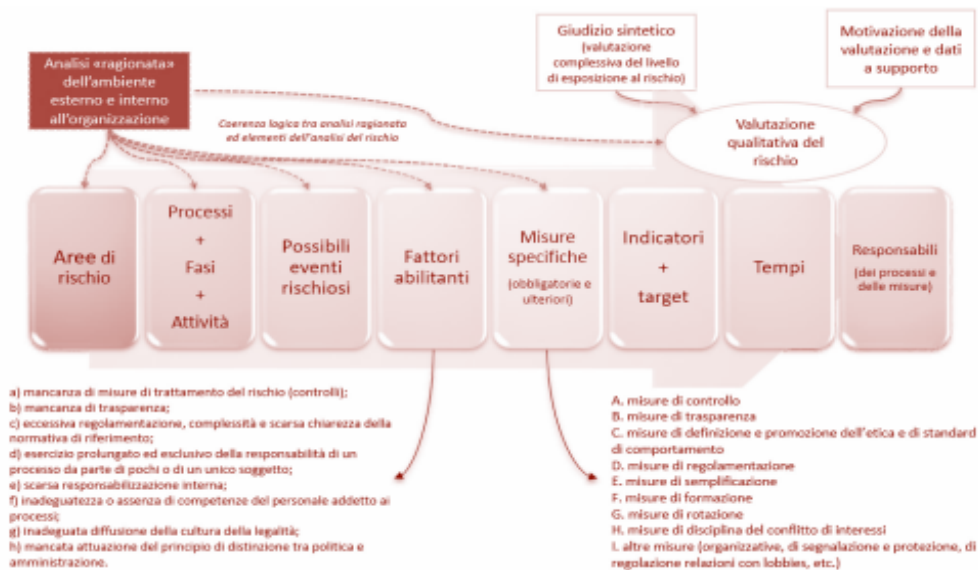 Analisi «ragionata»
dell'ambiente
esterno e interno
all'organizzazione
Giudizio sintetico
(valutazione
complessiva del livello
di esposizione al rischio)
Motivazione della
valutazione e dati
a supporto
Coerenza logica tra analisi ragionata
ed elementi dell'analisi del rischio
Valutazione
qualitativa del
rischio
Aree di
rischio
Processi
+
Fasi
+
Attività
Possibili
eventi
rischiosi
Fattori
abilitanti
Misure
specifiche
(obbligatorie e
ulteriori)
Indicatori
+
target
Tempi
Responsabili
(dei processi e
delle misure)
a) mancanza di misure di trattamento del rischio (controlli);
b) mancanza di trasparenza;
c) eccessiva regolamentazione, complessità e scarsa chiarezza della
normativa di riferimento;
d) esercizio prolungato ed esclusivo della responsabilità di un
processo da parte di pochi o di un unico soggetto;
e) scarsa responsabilizzazione interna;
f) inadeguatezza o assenza di competenze del personale addetto ai
processi;
g) inadeguata diffusione della cultura della legalità;
h) mancata attuazione del principio di distinzione tra politica e
amministrazione.
A. misure di controllo
B. misure di trasparenza
C. misure di definizione e promozione dell'etica e di standard
di comportamento
D. misure di regolamentazione
E. misure di semplificazione
F. misure di formazione
G. misure di rotazione
H. misure di disciplina del conflitto di interessi
I. altre misure (organizzative, di segnalazione e protezione, di
regolazione relazioni con lobbies, etc.)